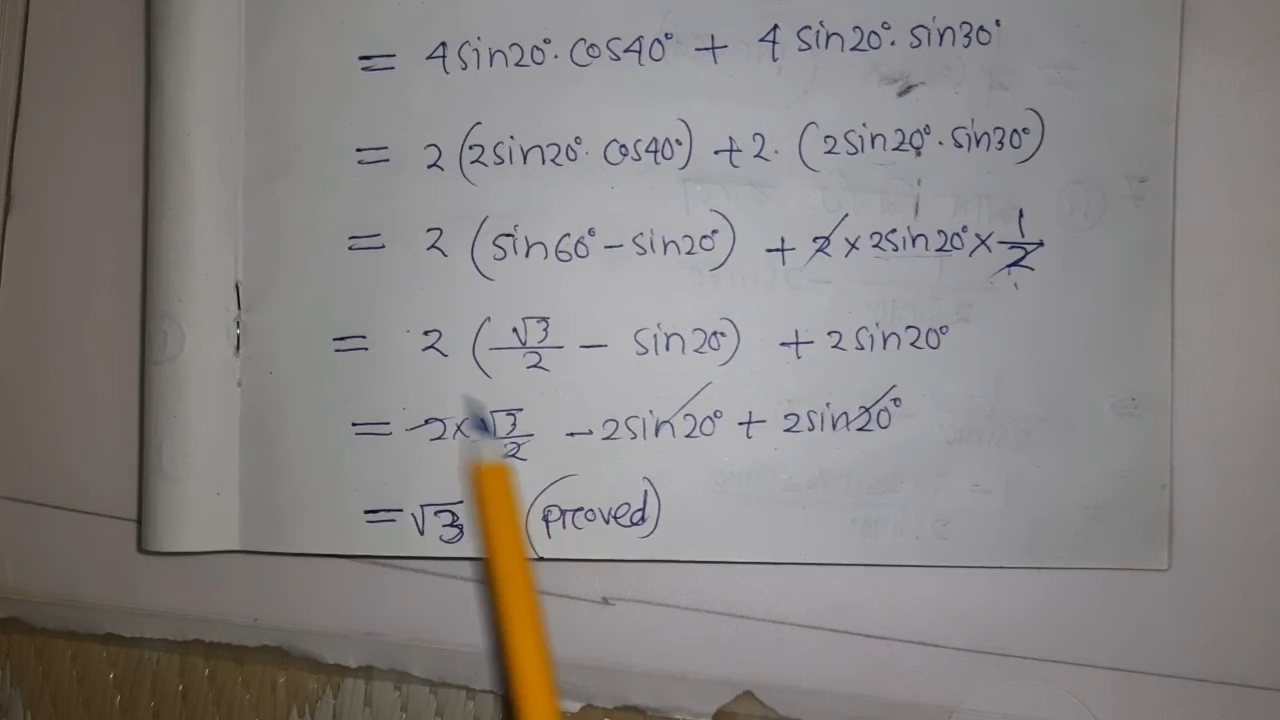 = 4sin20°. cos40° + 4 sin20°. sin30°
= 2 (2sin20°. cos40°) + 2. (2sin20°. sin30°)
= 2 (sin60° - sin20°) + 2 × 2sin20° × 1/2
= 2 (√3/2 - sin20°) + 2sin20°
= 2× √3/2 - 2sin20° + 2sin20°
= √3 (proved)